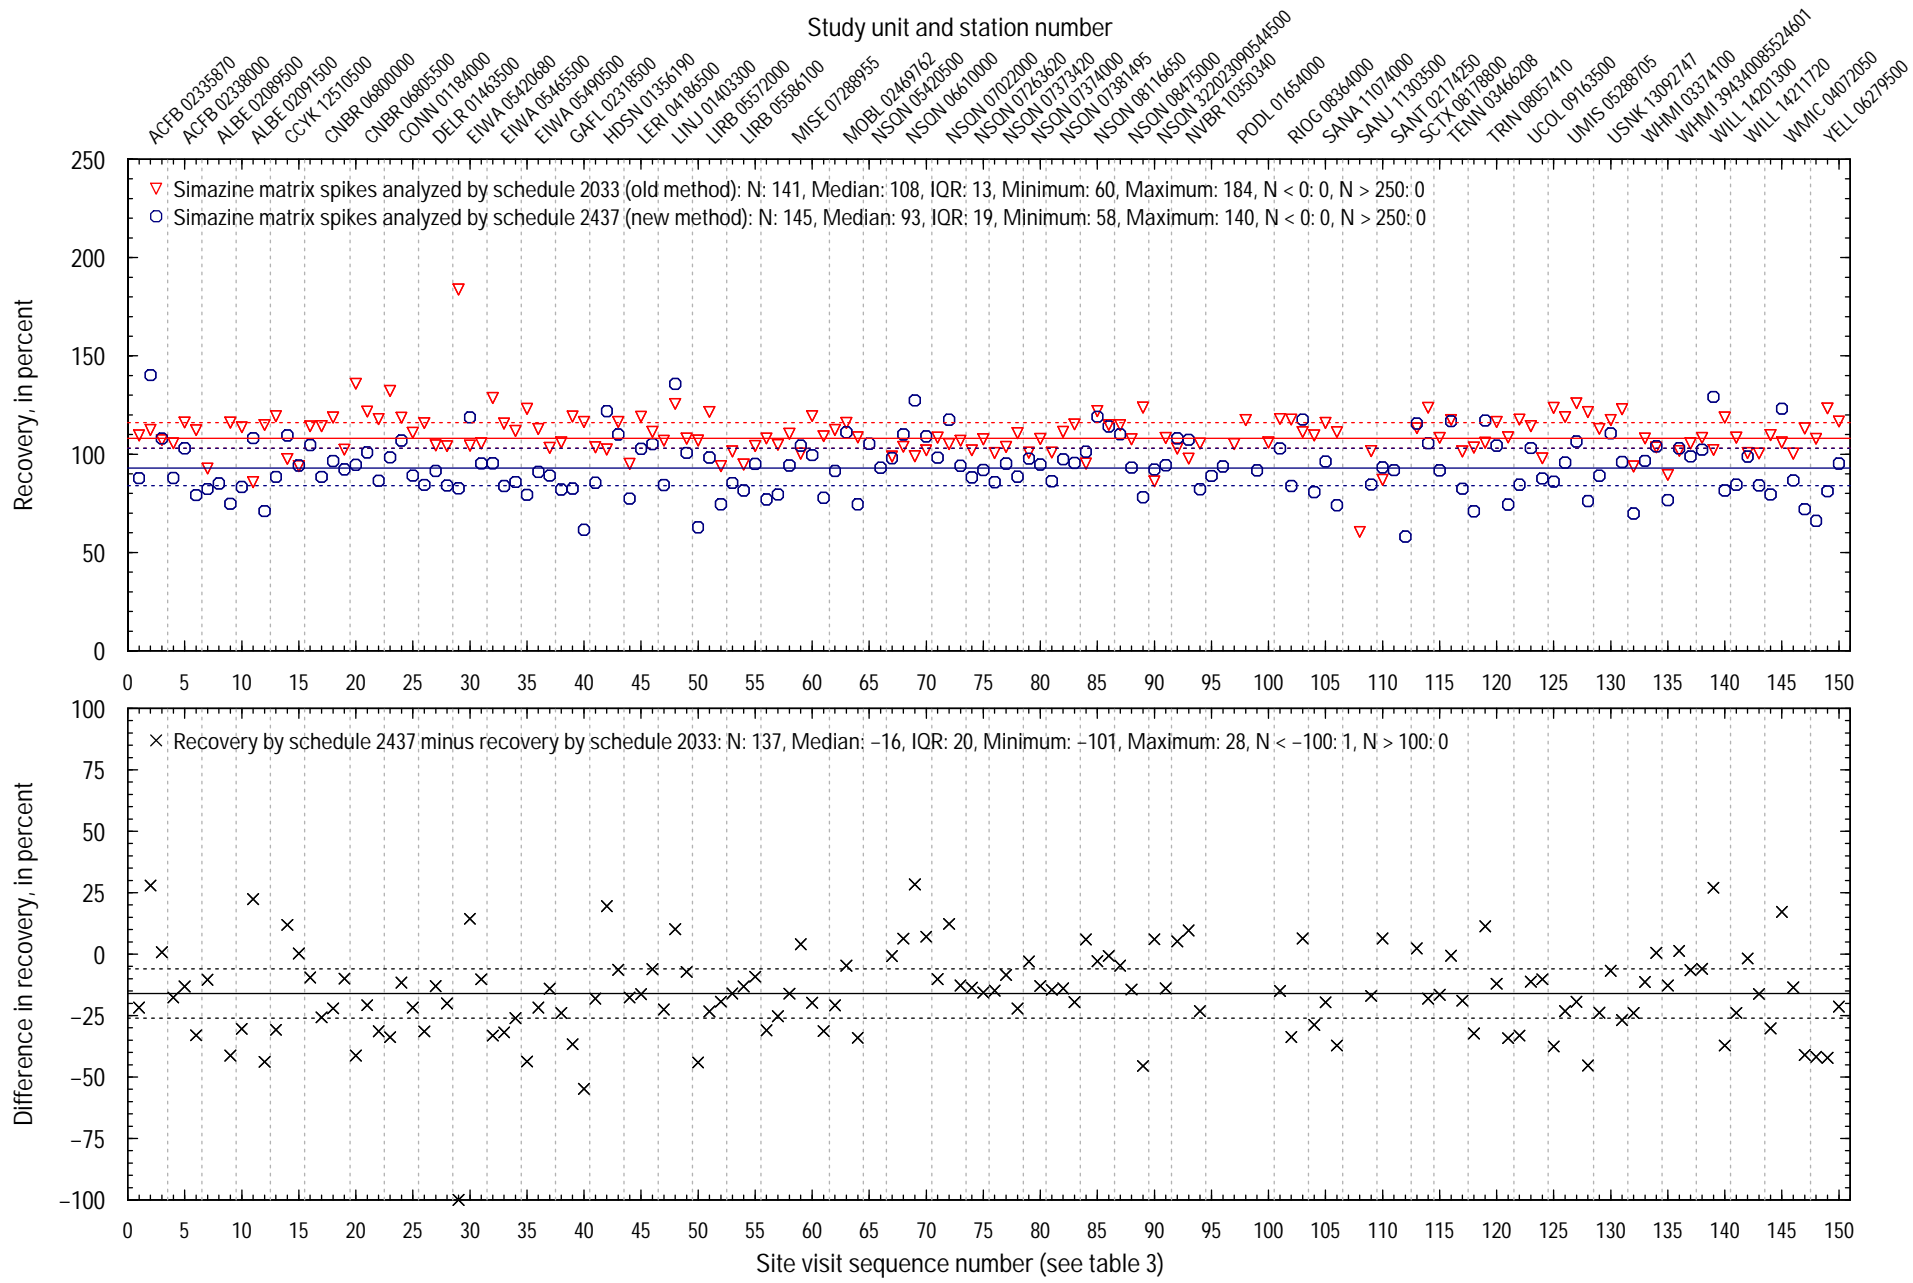 Study unit and station number
ACFB 02335870
ACFB 02338000
ALBE 02089500
ALBE 02091500
CCYK 12510500
CNBR 06800000
CNBR 06805500
CONN 01184000
DELR 01463500
EIWA 05420680
EIWA 05465500
EIWA 05490500
GAFL 02318500
HDSN 01356190
LERI 04186500
LINJ 01403300
LIRB 05572000
LIRB 05586100
MISE 07288955
MOBL 02469762
NSON 05420500
NSON 06610000
NSON 07022000
NSON 07263620
NSON 07373420
NSON 07374000
NSON 07381495
NSON 08116650
NSON 08475000
NSON 322023090544500
NVBR 10350340
PODL 01654000
RIOG 08364000
SANA 11074000
SANJ 11303500
SANT 02174250
SCTX 08178800
TENN 03466208
TRIN 08057410
UCOL 09163500
UMIS 05288705
USNK 13092747
WHMI 03374100
WHMI 394340085524601
WILL 14201300
WILL 14211720
WMIC 04072050
YELL 06279500
Recovery, in percent
250
200
150
100
50
0
Simazine matrix spikes analyzed by schedule 2033 (old method): N: 141, Median: 108, IQR: 13, Minimum: 60, Maximum: 184, N < 0: 0, N > 250: 0
Simazine matrix spikes analyzed by schedule 2437 (new method): N: 145, Median: 93, IQR: 19, Minimum: 58, Maximum: 140, N < 0: 0, N > 250: 0
0 5 10 15 20 25 30 35 40 45 50 55 60 65 70 75 80 85 90 95 100 105 110 115 120 125 130 135 140 145 150
Difference in recovery, in percent
100
75
50
25
0
−25
−50
−75
−100
Recovery by schedule 2437 minus recovery by schedule 2033: N: 137, Median: −16, IQR: 20, Minimum: −101, Maximum: 28, N < −100: 1, N > 100: 0
0 5 10 15 20 25 30 35 40 45 50 55 60 65 70 75 80 85 90 95 100 105 110 115 120 125 130 135 140 145 150
Site visit sequence number (see table 3)